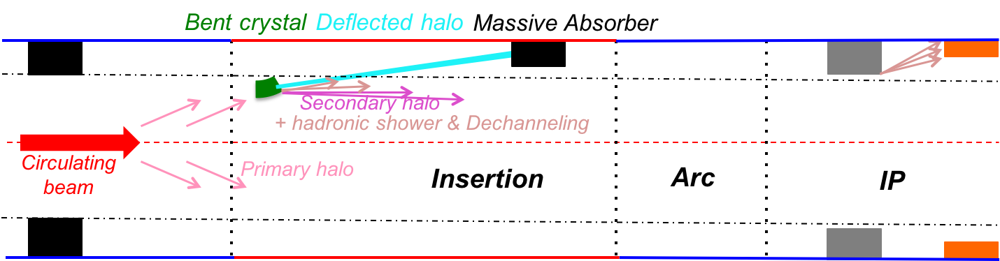 Bent crystal Deflected halo Massive Absorber
Secondary halo
+ hadronic shower & Dechanneling
Circulating
beam
Primary halo
Insertion
Arc
IP